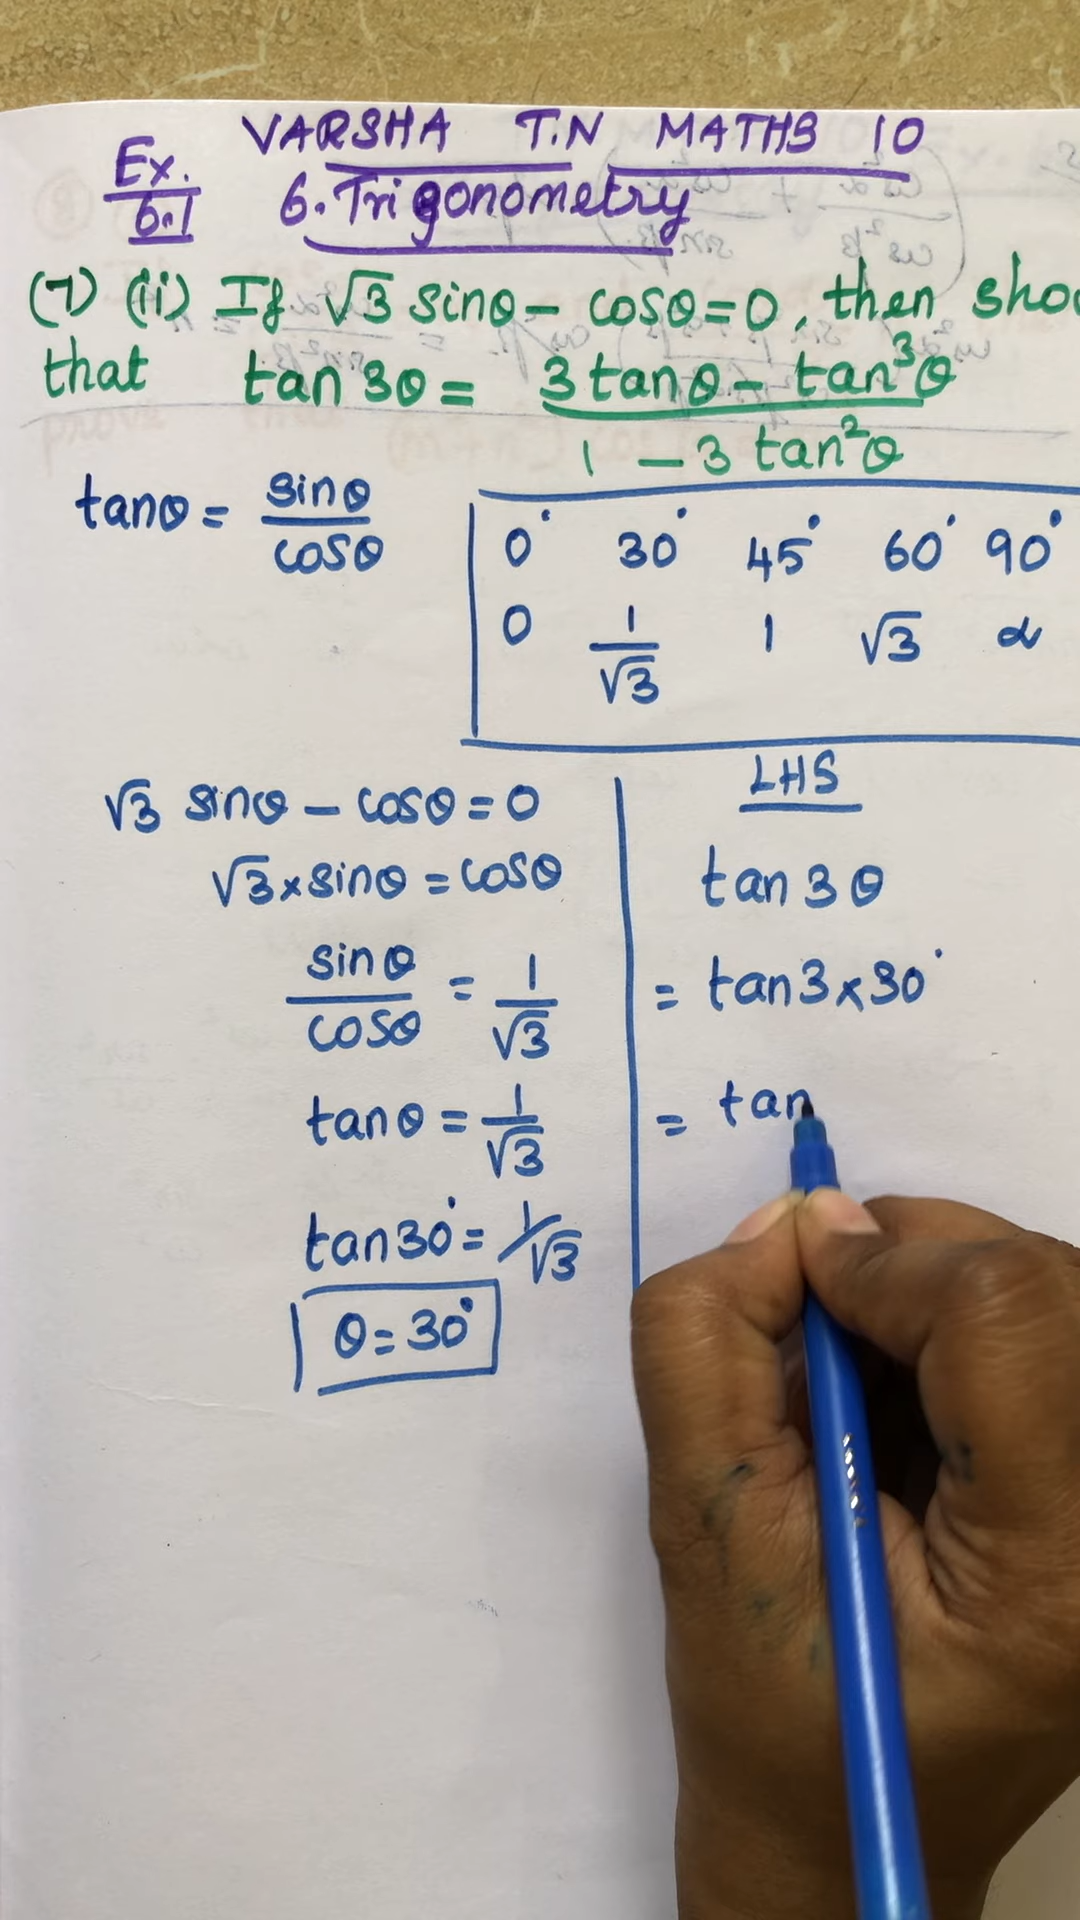 VARSHA T.N MATHS 10
Ex. 6.1
6. Trigonometry
(7) (ii) If √3 sinθ - cosθ = 0, then sho
that tan 3θ = 3 tanθ - tan³θ
1 - 3 tan²θ
tanθ = sinθ / cosθ
0° 30° 45° 60° 90°
0 1/√3 1 √3 α
√3 sinθ - cosθ = 0
√3 × sinθ = cosθ
sinθ / cosθ = 1/√3
tanθ = 1/√3
tan30° = 1/√3
θ = 30°
LHS
tan 3θ
= tan 3×30°
= tan